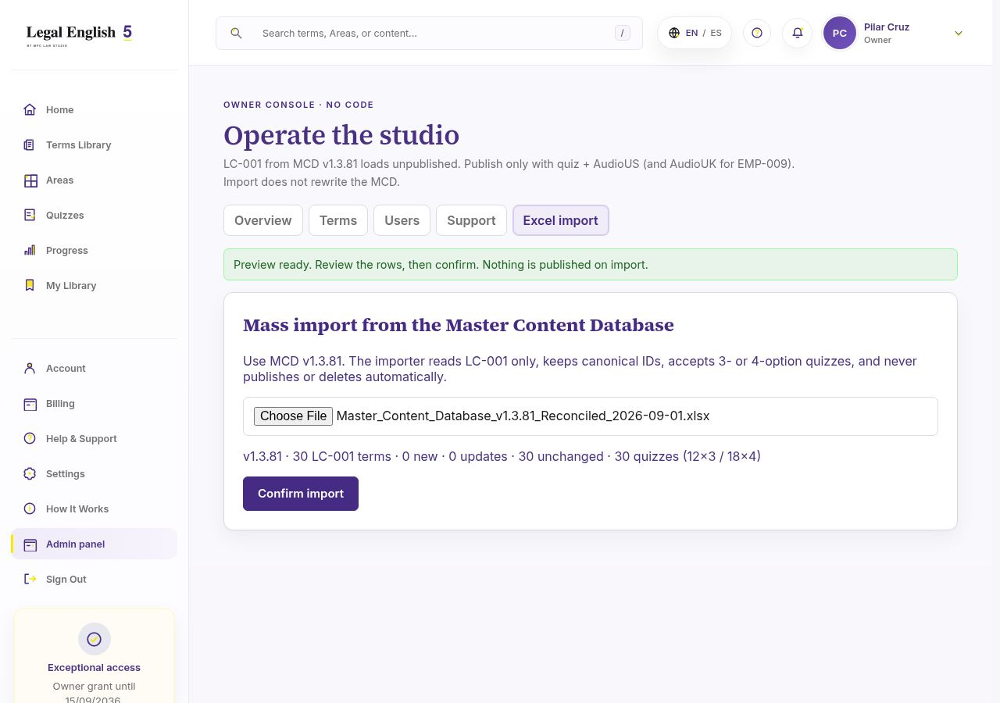 Legal English 5
BY MPC LAW STUDIO
Home
Terms Library
Areas
Quizzes
Progress
My Library
Account
Billing
Help & Support
Settings
How It Works
Admin panel
Sign Out
Exceptional access
Owner grant until
15/09/2036
Search terms, Areas, or content...
/
EN / ES
PC
Pilar Cruz
Owner
OWNER CONSOLE · NO CODE
Operate the studio
LC-001 from MCD v1.3.81 loads unpublished. Publish only with quiz + AudioUS (and AudioUK for EMP-009).
Import does not rewrite the MCD.
Overview
Terms
Users
Support
Excel import
Preview ready. Review the rows, then confirm. Nothing is published on import.
Mass import from the Master Content Database
Use MCD v1.3.81. The importer reads LC-001 only, keeps canonical IDs, accepts 3- or 4-option quizzes, and never
publishes or deletes automatically.
Choose File Master_Content_Database_v1.3.81_Reconciled_2026-09-01.xlsx
v1.3.81 · 30 LC-001 terms · 0 new · 0 updates · 30 unchanged · 30 quizzes (12×3 / 18×4)
Confirm import